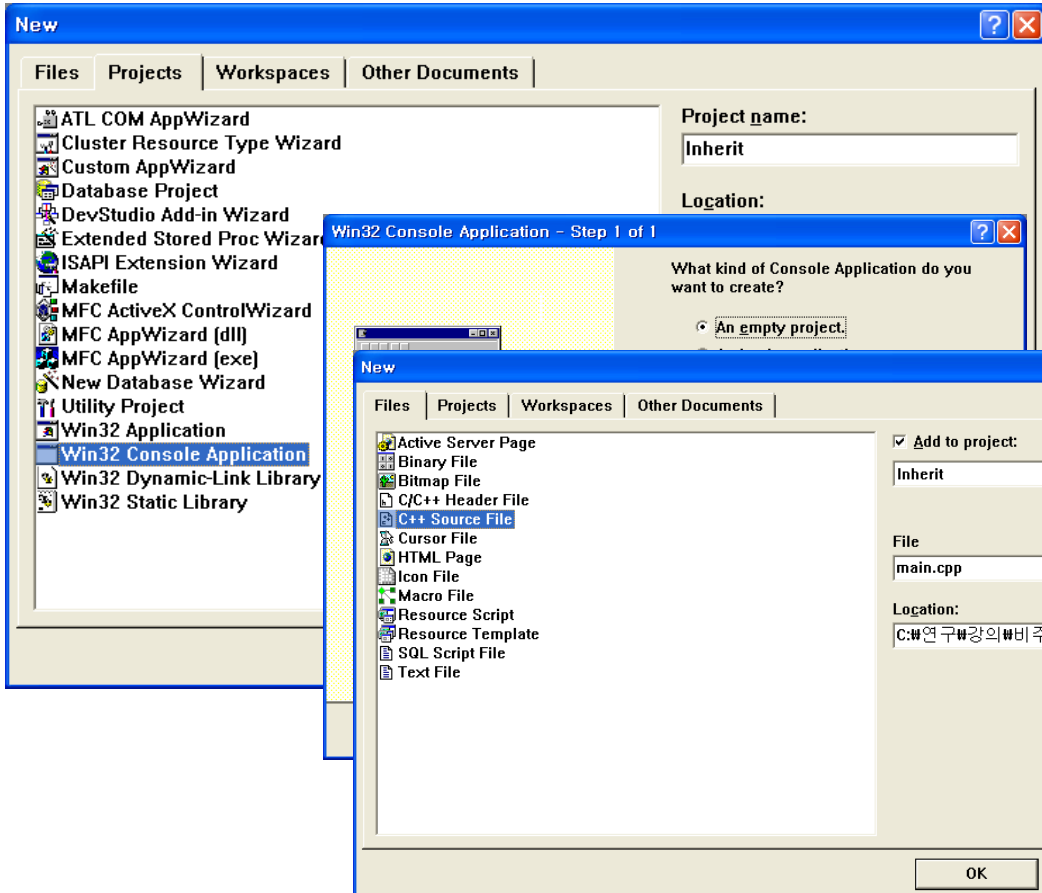 New
Files Projects Workspaces Other Documents
ATL COM AppWizard
Cluster Resource Type Wizard
Custom AppWizard
Database Project
DevStudio Add-in Wizard
Extended Stored Proc Wizar
ISAPI Extension Wizard
Makefile
MFC ActiveX ControlWizard
MFC AppWizard (dll)
MFC AppWizard (exe)
New Database Wizard
Utility Project
Win32 Application
Win32 Console Application
Win32 Dynamic-Link Library
Win32 Static Library
Project name:
Inherit
Location:
Win32 Console Application - Step 1 of 1
What kind of Console Application do you
want to create?
An empty project.
New
Files Projects Workspaces Other Documents
Active Server Page
Binary File
Bitmap File
C/C++ Header File
C++ Source File
Cursor File
HTML Page
Icon File
Macro File
Resource Script
Resource Template
SQL Script File
Text File
Add to project:
Inherit
File
main.cpp
Location:
C:₩연구₩강의₩비주
OK